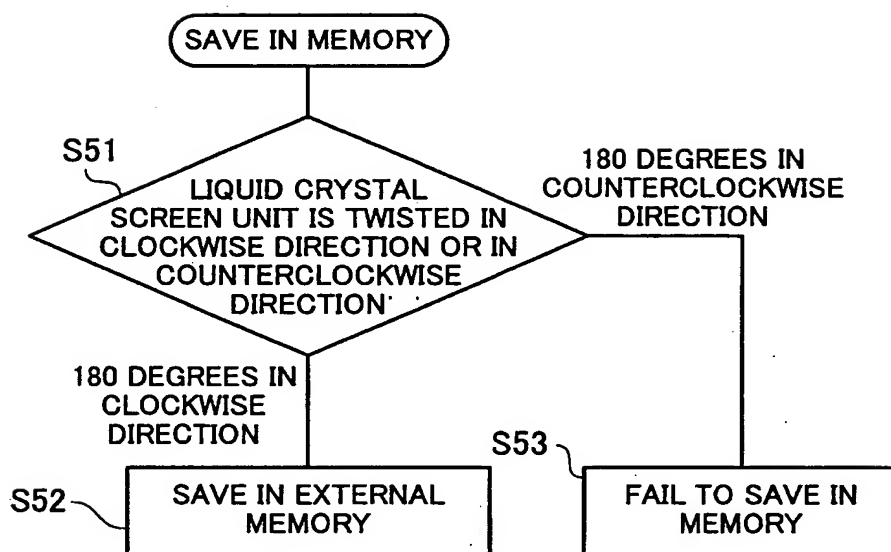 SAVE IN MEMORY
S51
LIQUID CRYSTAL
SCREEN UNIT IS TWISTED IN
CLOCKWISE DIRECTION OR IN
COUNTERCLOCKWISE
DIRECTION
180 DEGREES IN
COUNTERCLOCKWISE
DIRECTION
180 DEGREES IN
CLOCKWISE
DIRECTION
S52
SAVE IN EXTERNAL
MEMORY
S53
FAIL TO SAVE IN
MEMORY